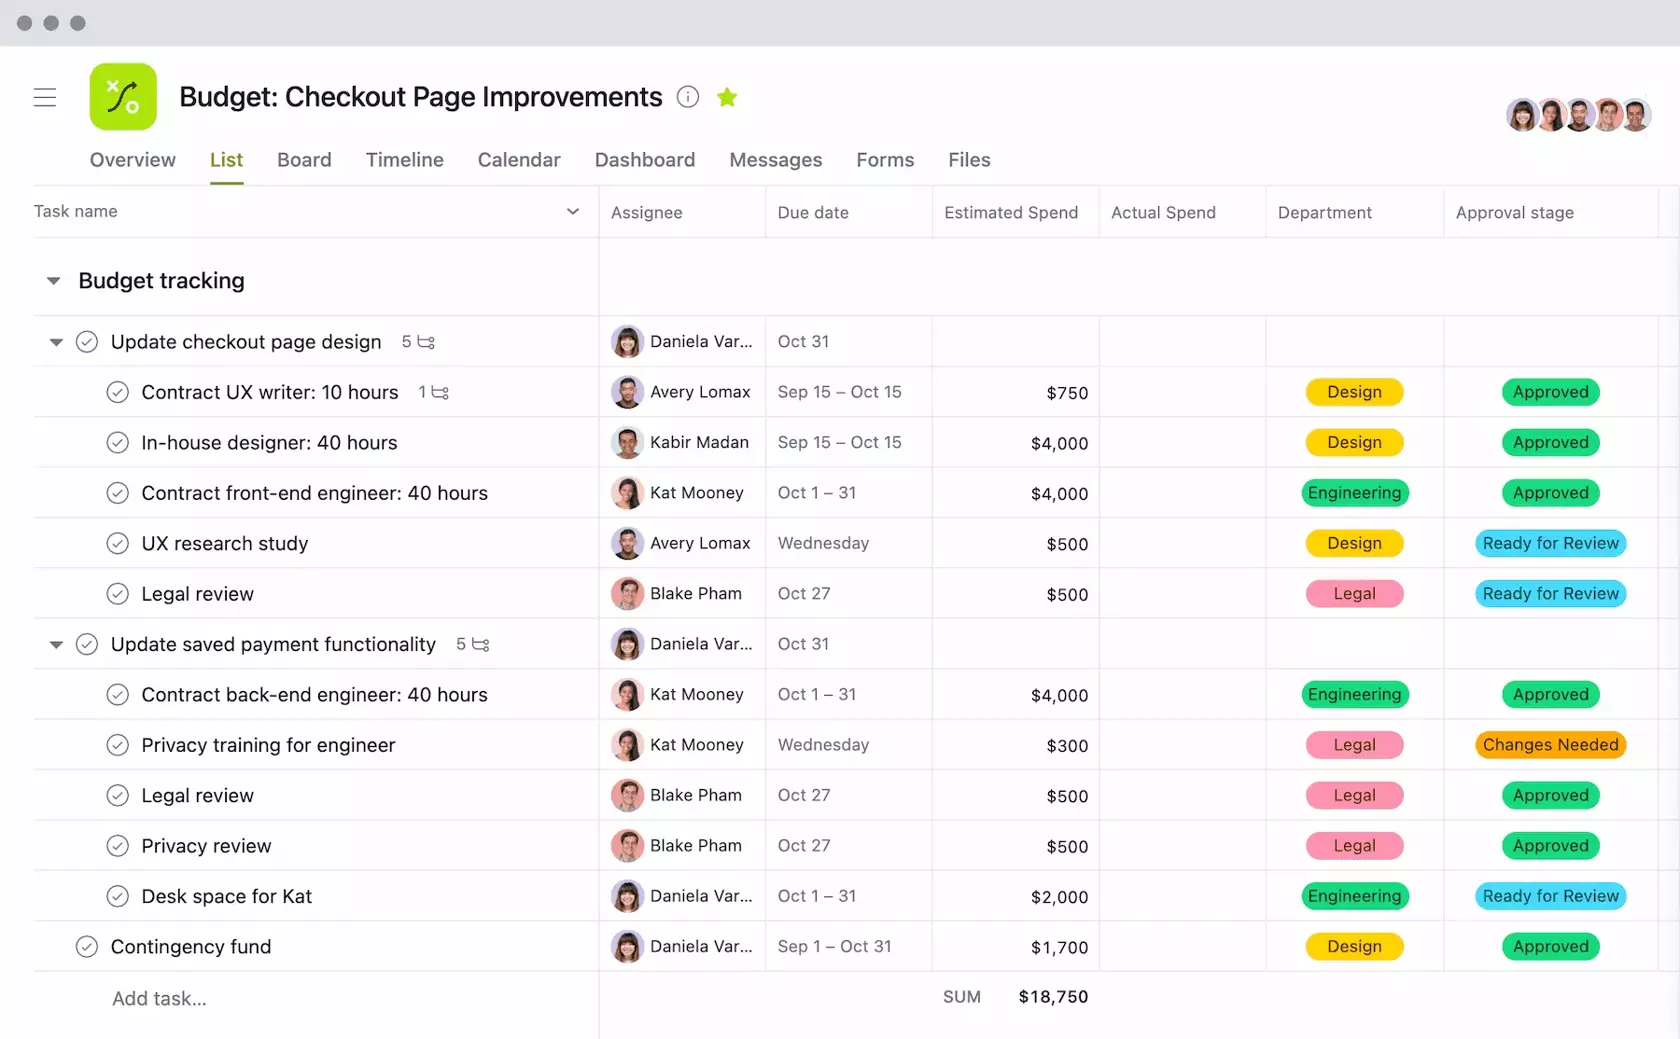 Budget: Checkout Page Improvements
Overview List Board Timeline Calendar Dashboard Messages Forms Files
Task name Assignee Due date Estimated Spend Actual Spend Department Approval stage
Budget tracking
Update checkout page design 5 Daniela Var... Oct 31
Contract UX writer: 10 hours 1 Avery Lomax Sep 15 – Oct 15 $750 Design Approved
In-house designer: 40 hours Kabir Madan Sep 15 – Oct 15 $4,000 Design Approved
Contract front-end engineer: 40 hours Kat Mooney Oct 1 – 31 $4,000 Engineering Approved
UX research study Avery Lomax Wednesday $500 Design Ready for Review
Legal review Blake Pham Oct 27 $500 Legal Ready for Review
Update saved payment functionality 5 Daniela Var... Oct 31
Contract back-end engineer: 40 hours Kat Mooney Oct 1 – 31 $4,000 Engineering Approved
Privacy training for engineer Kat Mooney Wednesday $300 Legal Changes Needed
Legal review Blake Pham Oct 27 $500 Legal Approved
Privacy review Blake Pham Oct 27 $500 Legal Approved
Desk space for Kat Daniela Var... Oct 1 – 31 $2,000 Engineering Ready for Review
Contingency fund Daniela Var... Sep 1 – Oct 31 $1,700 Design Approved
Add task... SUM $18,750